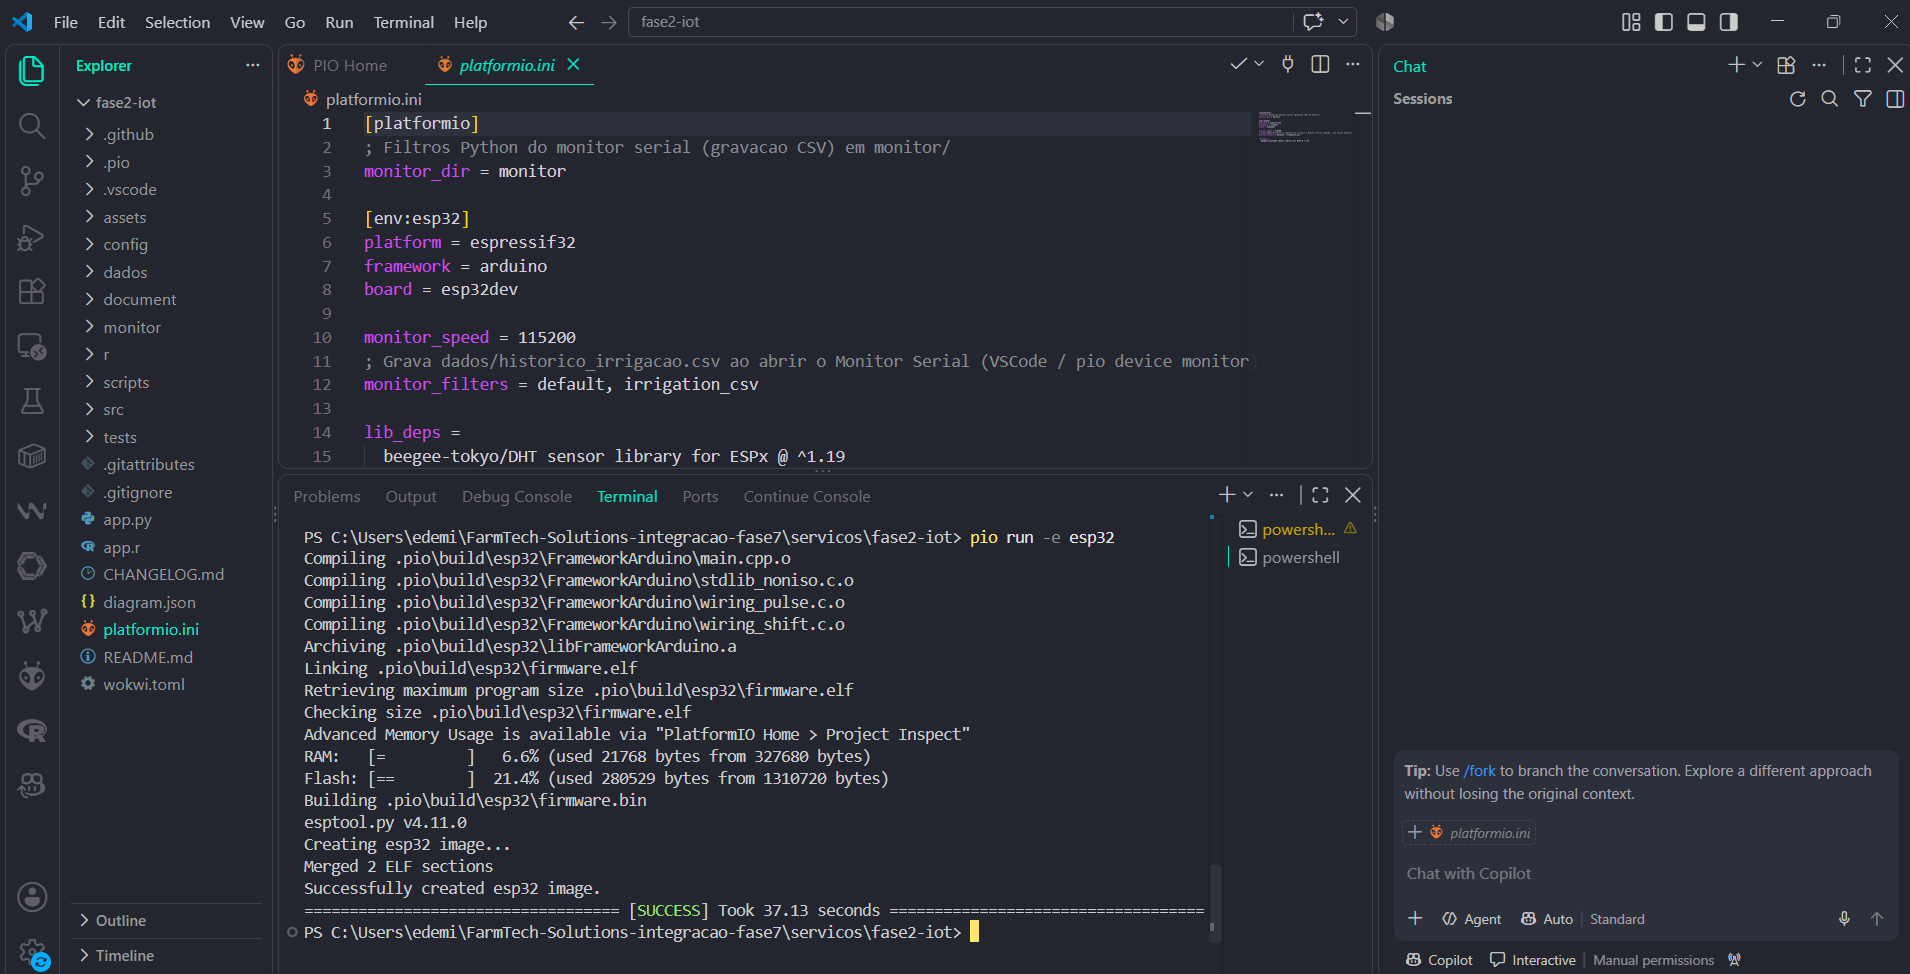 File Edit Selection View Go Run Terminal Help
fase2-iot
Explorer
fase2-iot
.github
.pio
.vscode
assets
config
dados
document
monitor
r
scripts
src
tests
.gitattributes
.gitignore
app.py
app.r
CHANGELOG.md
diagram.json
platformio.ini
README.md
wokwi.toml
Outline
Timeline
PIO Home
platformio.ini
platformio.ini
1 [platformio]
2 ; Filtros Python do monitor serial (gravacao CSV) em monitor/
3 monitor_dir = monitor
4
5 [env:esp32]
6 platform = espressif32
7 framework = arduino
8 board = esp32dev
9
10 monitor_speed = 115200
11 ; Grava dados/historico_irrigacao.csv ao abrir o Monitor Serial (VSCode / pio device monitor)
12 monitor_filters = default, irrigation_csv
13
14 lib_deps =
15 beegee-tokyo/DHT sensor library for ESPx @ ^1.19
Problems Output Debug Console Terminal Ports Continue Console
PS C:\Users\edemi\FarmTech-Solutions-integracao-fase7\servicos\fase2-iot> pio run -e esp32
Compiling .pio\build\esp32\FrameworkArduino\main.cpp.o
Compiling .pio\build\esp32\FrameworkArduino\stdlib_noniso.c.o
Compiling .pio\build\esp32\FrameworkArduino\wiring_pulse.c.o
Compiling .pio\build\esp32\FrameworkArduino\wiring_shift.c.o
Archiving .pio\build\esp32\libFrameworkArduino.a
Linking .pio\build\esp32\firmware.elf
Retrieving maximum program size .pio\build\esp32\firmware.elf
Checking size .pio\build\esp32\firmware.elf
Advanced Memory Usage is available via "PlatformIO Home > Project Inspect"
RAM: [= ] 6.6% (used 21768 bytes from 327680 bytes)
Flash: [== ] 21.4% (used 280529 bytes from 1310720 bytes)
Building .pio\build\esp32\firmware.bin
esptool.py v4.11.0
Creating esp32 image...
Merged 2 ELF sections
Successfully created esp32 image.
=================================== [SUCCESS] Took 37.13 seconds ===================================
PS C:\Users\edemi\FarmTech-Solutions-integracao-fase7\servicos\fase2-iot>
powersh...
powershell
Chat
Sessions
Tip: Use /fork to branch the conversation. Explore a different approach
without losing the original context.
platformio.ini
Chat with Copilot
Agent Auto Standard
Copilot Interactive Manual permissions